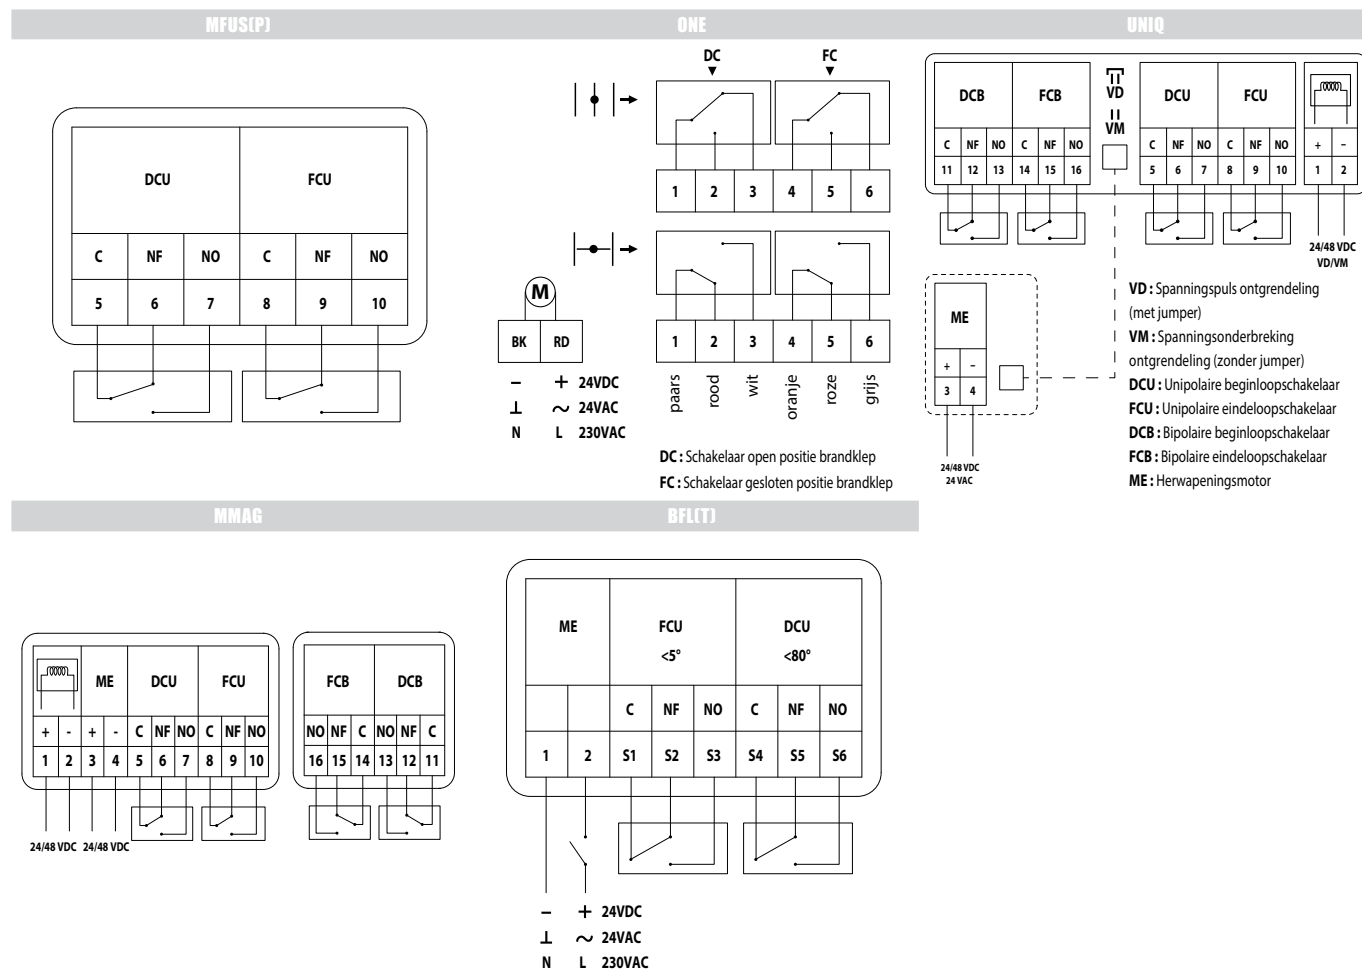 MFUS(P)
DCU FCU
C NF NO C NF NO
5 6 7 8 9 10
ONE
DC FC
1 2 3 4 5 6
M
BK RD
1 2 3 4 5 6
paars rood wit oranje roze grijs
– + 24VDC
⊥ ~ 24VAC
N L 230VAC
DC : Schakelaar open positie brandklep
FC : Schakelaar gesloten positie brandklep
UNIQ
DCB FCB VD VM DCU FCU
C NF NO C NF NO C NF NO C NF NO + –
11 12 13 14 15 16 5 6 7 8 9 10 1 2
24/48 VDC
VD/VM
ME
+ –
3 4
24/48 VDC
24 VAC
VD : Spanningspuls ontgrendeling
(met jumper)
VM : Spanningsonderbreking
ontgrendeling (zonder jumper)
DCU : Unipolaire beginloopschakelaar
FCU : Unipolaire eindeloopschakelaar
DCB : Bipolaire beginloopschakelaar
FCB : Bipolaire eindeloopschakelaar
ME : Herwapeningsmotor
MMAG
ME DCU FCU
+ - + - C NF NO C NF NO
1 2 3 4 5 6 7 8 9 10
24/48 VDC 24/48 VDC
FCB DCB
NO NF C NO NF C
16 15 14 13 12 11
BFL(T)
ME FCU DCU
<5° <80°
C NF NO C NF NO
1 2 S1 S2 S3 S4 S5 S6
– + 24VDC
⊥ ~ 24VAC
N L 230VAC